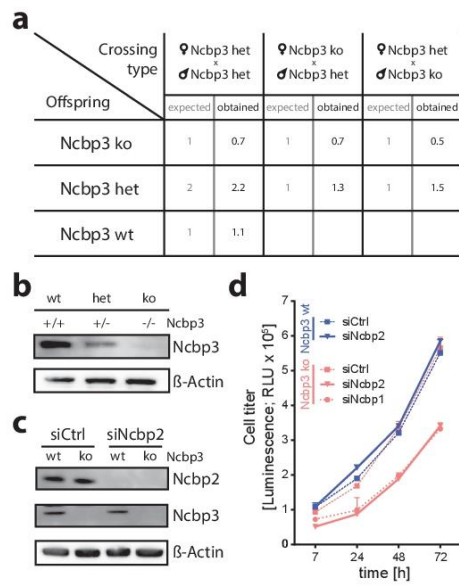 a
Crossing type
Offspring
♀Ncbp3 het x ♂Ncbp3 het
♀Ncbp3 ko x ♂Ncbp3 het
♀Ncbp3 het x ♂Ncbp3 ko
expected obtained expected obtained expected obtained
Ncbp3 ko 1 0.7 1 0.7 1 0.5
Ncbp3 het 2 2.2 1 1.3 1 1.5
Ncbp3 wt 1 1.1
b
wt het ko
+/+ +/- -/- Ncbp3
Ncbp3
ß-Actin
c
siCtrl siNcbp2
wt ko wt ko Ncbp3
Ncbp2
Ncbp3
ß-Actin
d
Ncbp3 wt
siCtrl
siNcbp2
Ncbp3 ko
siCtrl
siNcbp2
siNcbp1
Cell titer
[Luminescence; RLU x 10⁶]
7
6
5
4
3
2
1
0
7 24 48 72
time [h]